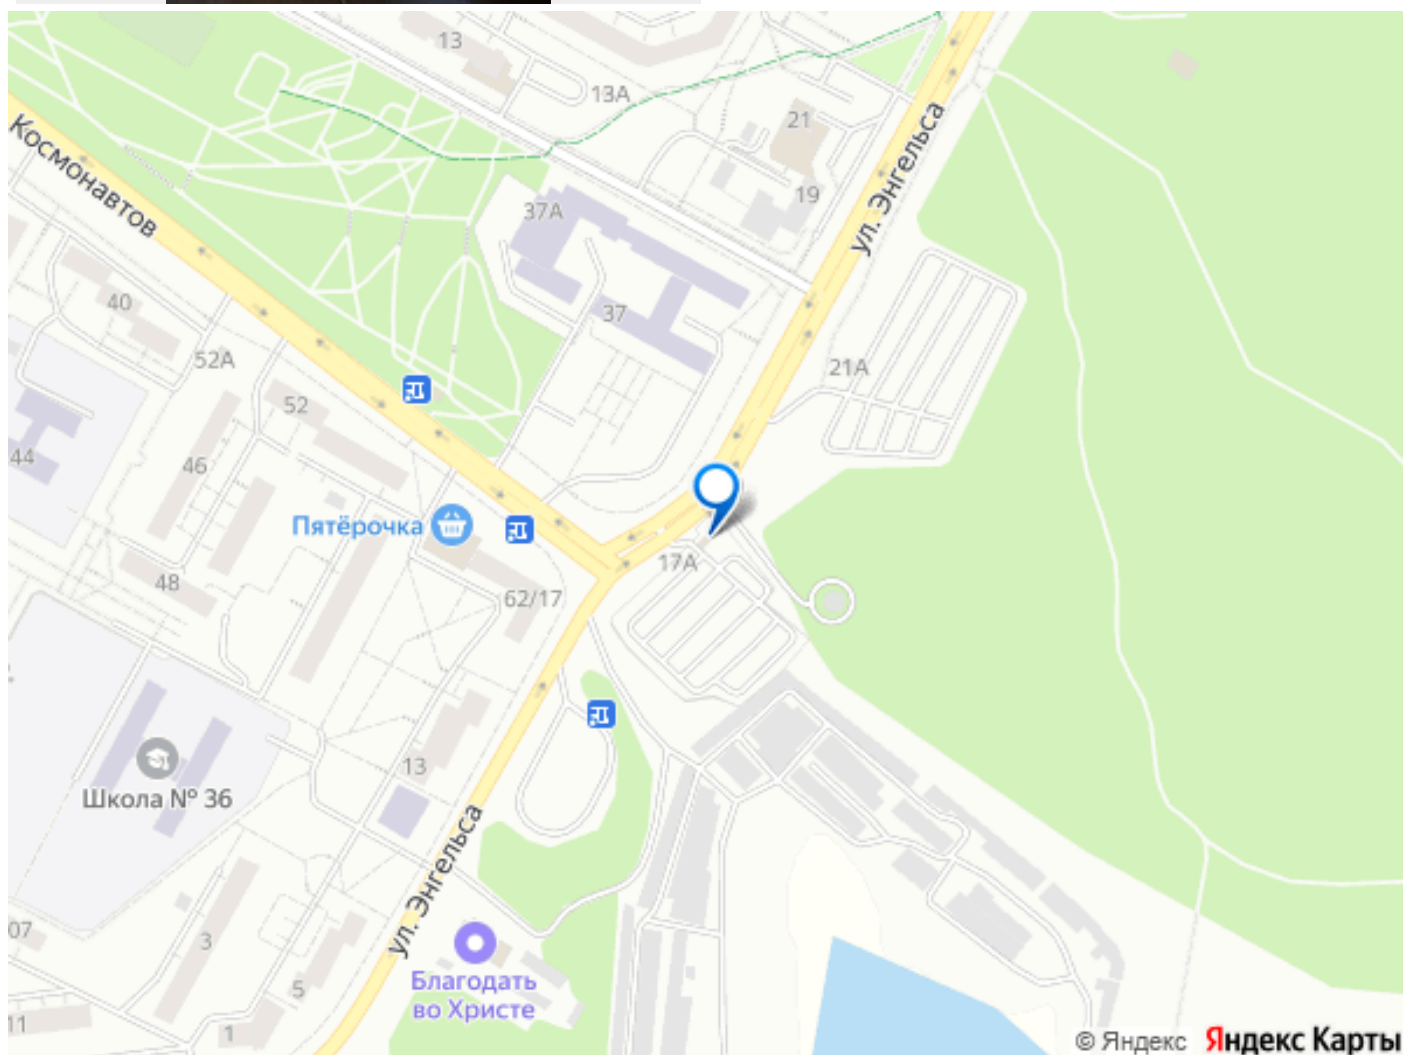 13
13А
21
Космонавтов
ул. Энгельса
19
37А
40
37
52А
21А
52
44
46
Пятёрочка
17А
48
62/17
13
Школа № 36
ул. Энгельса
07
3
Благодать
во Христе
5
11
1
© Яндекс
Яндекс Карты